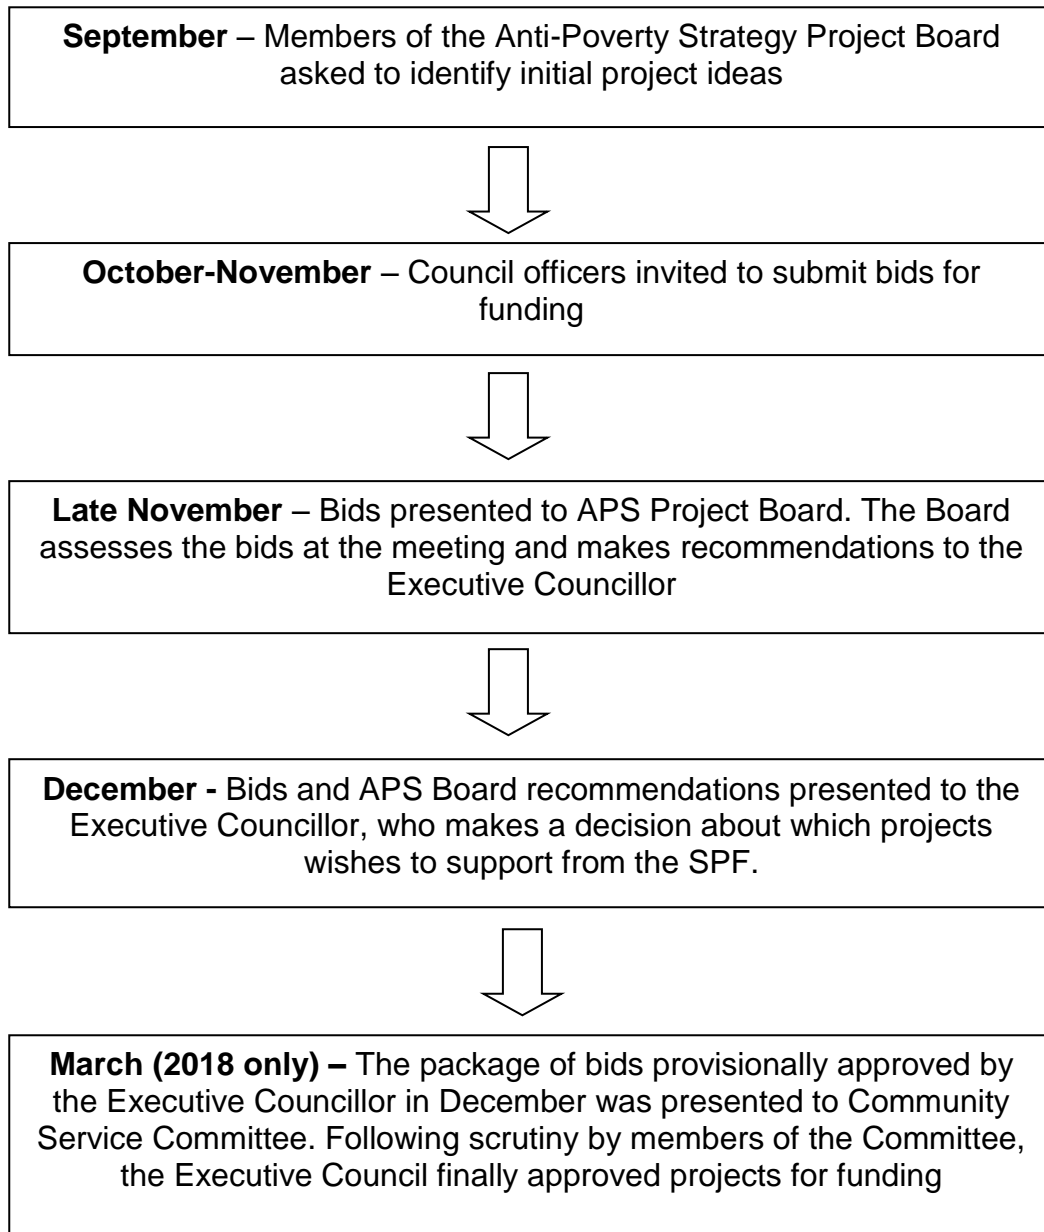 September – Members of the Anti-Poverty Strategy Project Board
asked to identify initial project ideas
October-November – Council officers invited to submit bids for
funding
Late November – Bids presented to APS Project Board. The Board
assesses the bids at the meeting and makes recommendations to the
Executive Councillor
December - Bids and APS Board recommendations presented to the
Executive Councillor, who makes a decision about which projects
wishes to support from the SPF.
March (2018 only) – The package of bids provisionally approved by
the Executive Councillor in December was presented to Community
Service Committee. Following scrutiny by members of the Committee,
the Executive Council finally approved projects for funding